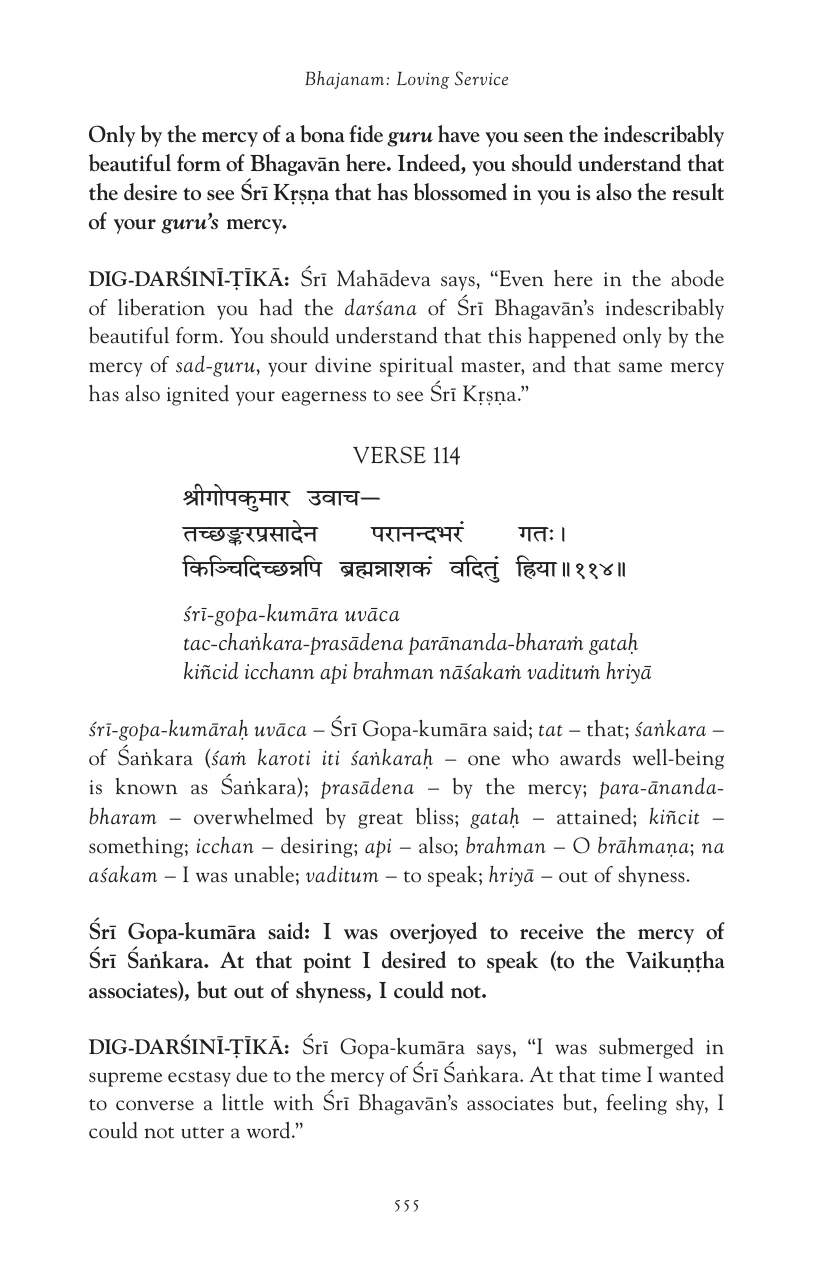 Bhajanam: Loving Service
Only by the mercy of a bona fide guru have you seen the indescribably
beautiful form of Bhagavān here. Indeed, you should understand that
the desire to see Śrī Kṛṣṇa that has blossomed in you is also the result
of your guru’s mercy.
DIG-DARŚINĪ-ṬĪKĀ: Śrī Mahādeva says, “Even here in the abode
of liberation you had the darśana of Śrī Bhagavān’s indescribably
beautiful form. You should understand that this happened only by the
mercy of sad-guru, your divine spiritual master, and that same mercy
has also ignited your eagerness to see Śrī Kṛṣṇa.”
VERSE 114
श्रीगोपकुमार उवाच—
तच्छङ्करप्रसादेन परानन्दभरं गतः।
किञ्चिदिच्छन्नपि ब्रह्मन्नाशकं वदितुं ह्रिया॥११४॥
śrī-gopa-kumāra uvāca
tac-chaṅkara-prasādena parānanda-bharaṁ gataḥ
kiñcid icchann api brahman nāśakaṁ vadituṁ hriyā
śrī-gopa-kumāraḥ uvāca – Śrī Gopa-kumāra said; tat – that; śaṅkara –
of Śaṅkara (śaṁ karoti iti śaṅkaraḥ – one who awards well-being
is known as Śaṅkara); prasādena – by the mercy; para-ānanda-
bharam – overwhelmed by great bliss; gataḥ – attained; kiñcit –
something; icchan – desiring; api – also; brahman – O brāhmaṇa; na
aśakam – I was unable; vaditum – to speak; hriyā – out of shyness.
Śrī Gopa-kumāra said: I was overjoyed to receive the mercy of
Śrī Śaṅkara. At that point I desired to speak (to the Vaikuṇṭha
associates), but out of shyness, I could not.
DIG-DARŚINĪ-ṬĪKĀ: Śrī Gopa-kumāra says, “I was submerged in
supreme ecstasy due to the mercy of Śrī Śaṅkara. At that time I wanted
to converse a little with Śrī Bhagavān’s associates but, feeling shy, I
could not utter a word.”
555